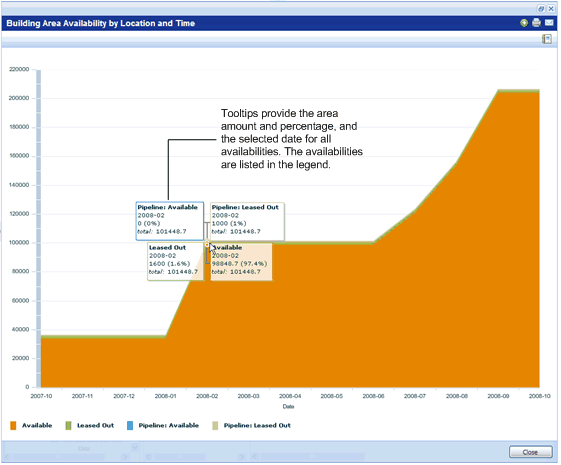 Building Area Availability by Location and Time
220000
200000
180000
160000
140000
120000
100000
80000
60000
40000
20000
0
Tooltips provide the area
amount and percentage, and
the selected date for all
availabilities. The availabilities
are listed in the legend.
Pipeline: Available
2008-02
0 (0%)
total: 101448.7
Pipeline: Leased Out
2008-02
1000 (1%)
total: 101448.7
Leased Out
2008-02
1600 (1.6%)
total: 101448.7
Available
2008-02
98848.7 (97.4%)
total: 101448.7
2007-10 2007-11 2007-12 2008-01 2008-02 2008-03 2008-04 2008-05 2008-06 2008-07 2008-08 2008-09 2008-10
Date
Available Leased Out Pipeline: Available Pipeline: Leased Out
Close